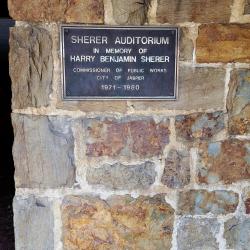 SHERER AUDITORIUM
IN MEMORY OF
HARRY BENJAMIN SHERER
COMMISSIONER OF PUBLIC WORKS
CITY OF JASPER
1971-1980